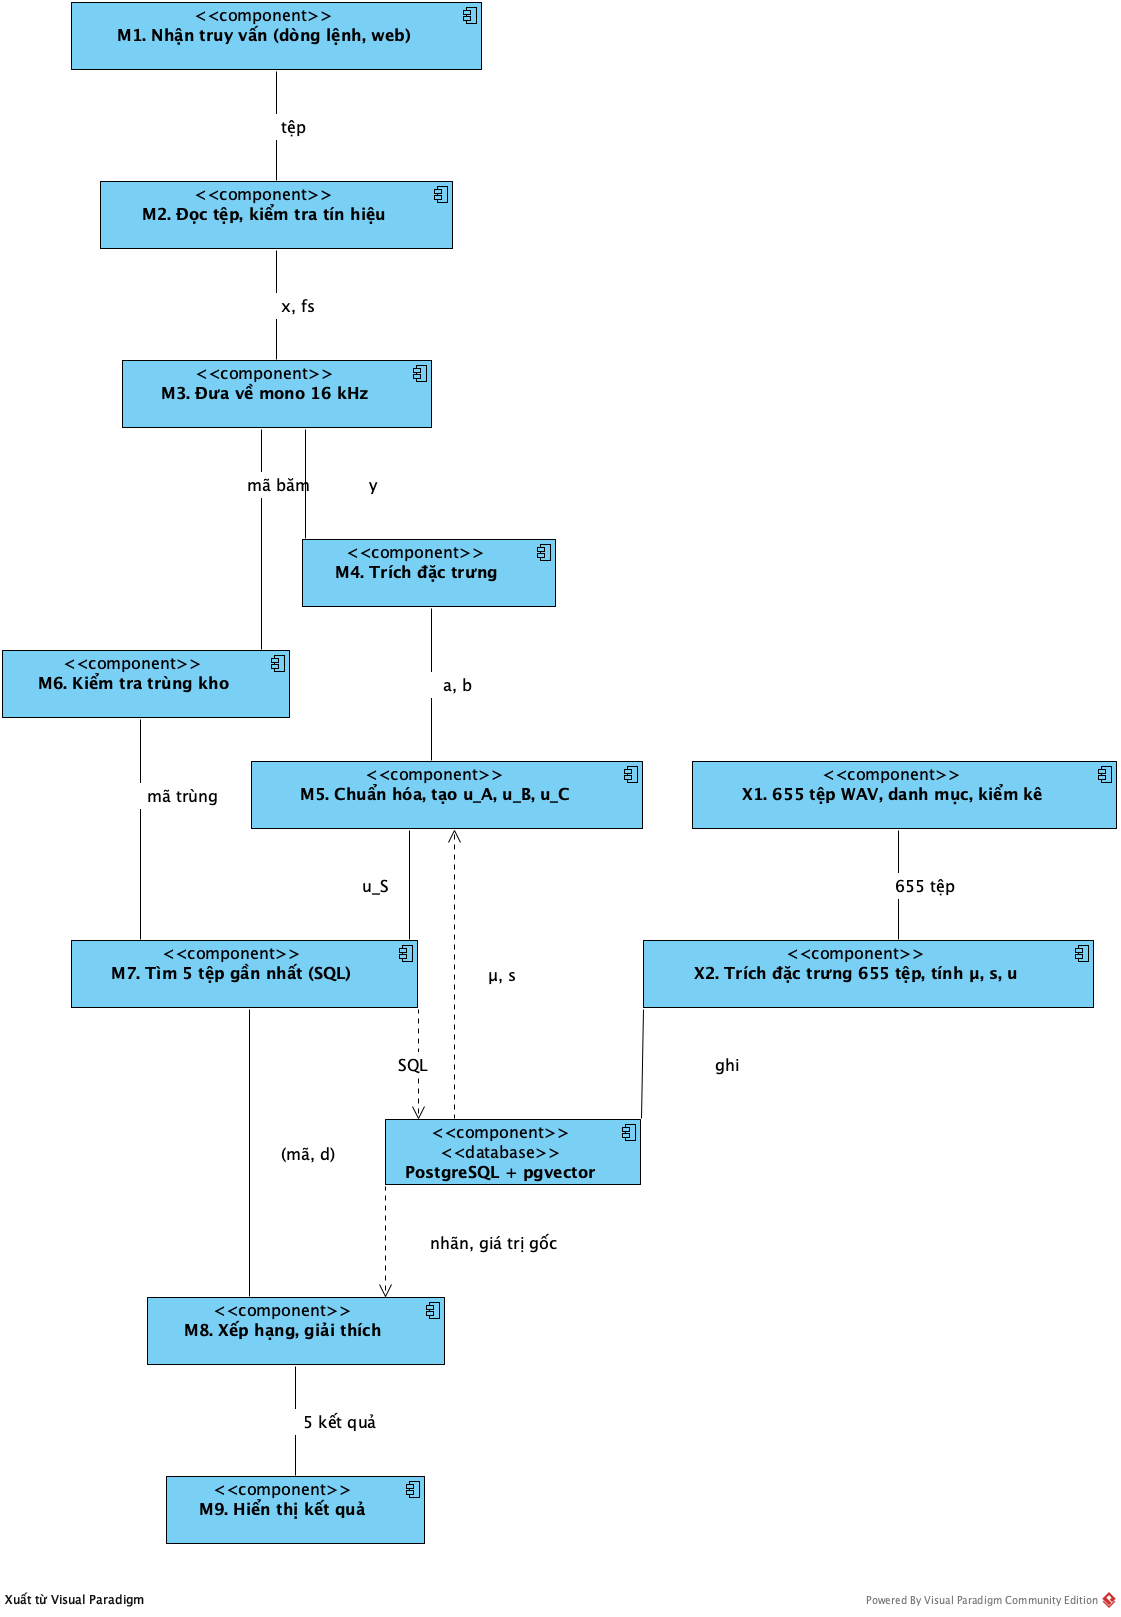 <<component>>
M1. Nhận truy vấn (dòng lệnh, web)
tệp
<<component>>
M2. Đọc tệp, kiểm tra tín hiệu
x, fs
<<component>>
M3. Đưa về mono 16 kHz
mã băm
y
<<component>>
M4. Trích đặc trưng
<<component>>
M6. Kiểm tra trùng kho
a, b
<<component>>
M5. Chuẩn hóa, tạo u_A, u_B, u_C
<<component>>
X1. 655 tệp WAV, danh mục, kiểm kê
mã trùng
u_S
655 tệp
<<component>>
M7. Tìm 5 tệp gần nhất (SQL)
µ, s
<<component>>
X2. Trích đặc trưng 655 tệp, tính µ, s, u
SQL
ghi
<<component>>
<<database>>
PostgreSQL + pgvector
(mã, d)
nhãn, giá trị gốc
<<component>>
M8. Xếp hạng, giải thích
5 kết quả
<<component>>
M9. Hiển thị kết quả
Xuất từ Visual Paradigm
Powered By Visual Paradigm Community Edition